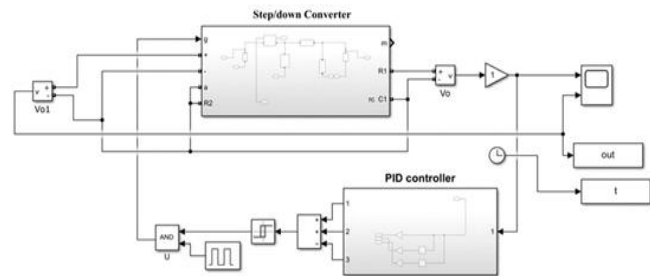 Step/down Converter
g
m
+
-
a
R2
R1
rc C1
v
+
-
Vo1
+
-
v
Vo
1
out
t
PID controller
1
2
3
1
+
+
-
AND
U